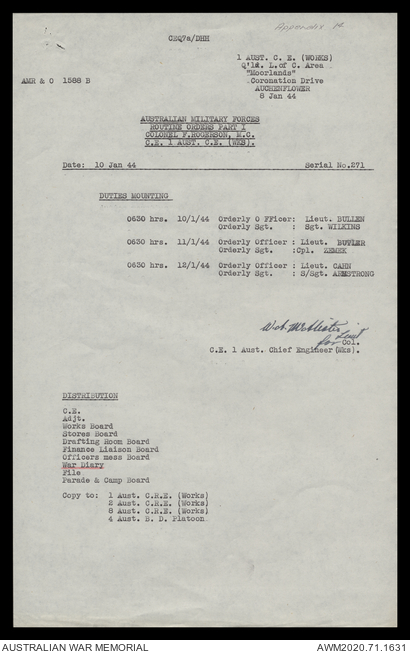 Appendix 14
CEQ7a/DHH
1 AUST. C. E. (WORKS)
Q'ld. L.of C. Area
"Moorlands"
AMR & O 1588 B
Coronation Drive
AUCHENFLOWER
8 Jan 44
AUSTRALIAN MILITARY FORCES
ROUTINE ORDERS PART I
COLONEL F.ROGERSON, M.C.
C.E. 1 AUST. C.E. (WKS).
Date: 10 Jan 44 Serial No.271
DUTIES MOUNTING
0630 hrs. 10/1/44 Orderly O FFicer: Lieut. BULLEN
Orderly Sgt. : Sgt. WILKINS
0630 hrs. 11/1/44 Orderly Officer : Lieut. BUTLER
Orderly Sgt. :Cpl. ZEMEK
0630 hrs. 12/1/44 Orderly Officer : Lieut. CAHN
Orderly Sgt. : S/Sgt. ARMSTRONG
Lieut
for Col.
C.E. 1 Aust. Chief Engineer (Wks).
DISTRIBUTION
C.E.
Adjt.
Works Board
Stores Board
Drafting Room Board
Finance Liaison Board
Officers mess Board
War Diary
File
Parade & Camp Board
Copy to: 1 Aust. C.R.E. (Works)
2 Aust. C.R.E. (Works)
8 Aust. C.R.E. (Works)
4 Aust. B. D. Platoon
AUSTRALIAN WAR MEMORIAL
AWM2020.71.1631